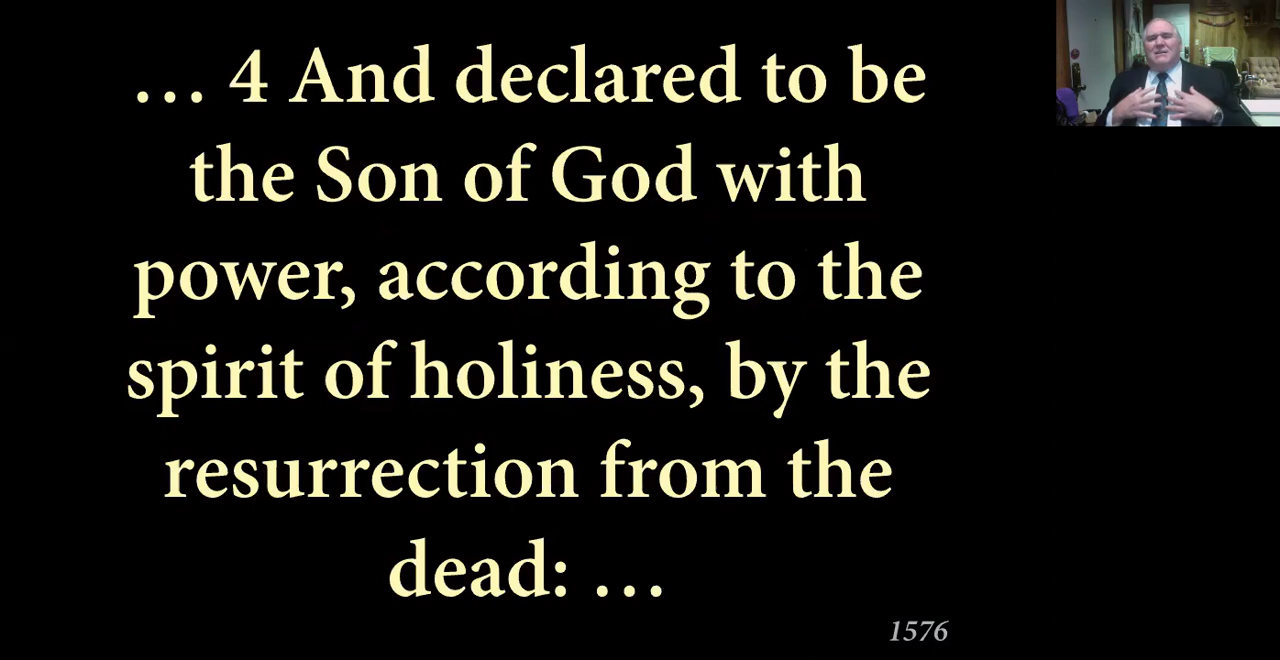 … 4 And declared to be
the Son of God with
power, according to the
spirit of holiness, by the
resurrection from the
dead: …
1576